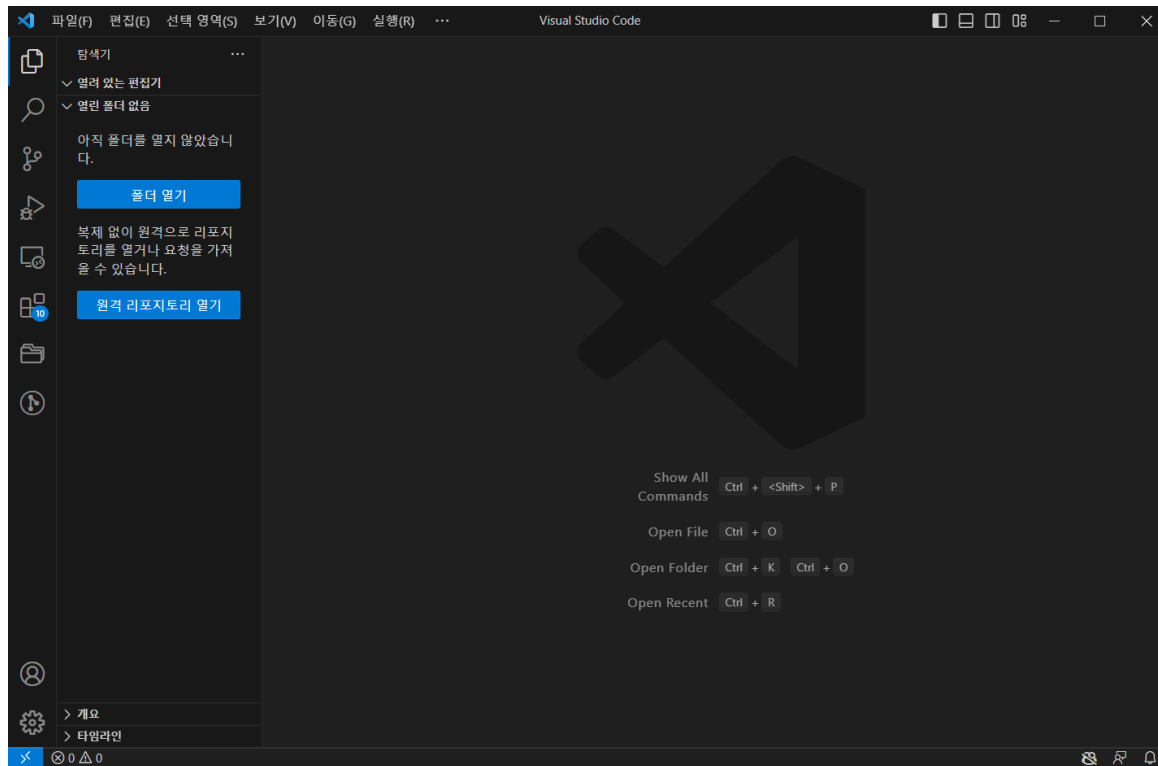 파일(F) 편집(E) 선택 영역(S) 보기(V) 이동(G) 실행(R) ··· Visual Studio Code
탐색기 ···
열려 있는 편집기
열린 폴더 없음
아직 폴더를 열지 않았습니
다.
폴더 열기
복제 없이 원격으로 리포지
토리를 열거나 요청을 가져
올 수 있습니다.
원격 리포지토리 열기
10
Show All
Commands Ctrl + <Shift> + P
Open File Ctrl + O
Open Folder Ctrl + K Ctrl + O
Open Recent Ctrl + R
개요
타임라인
0 0